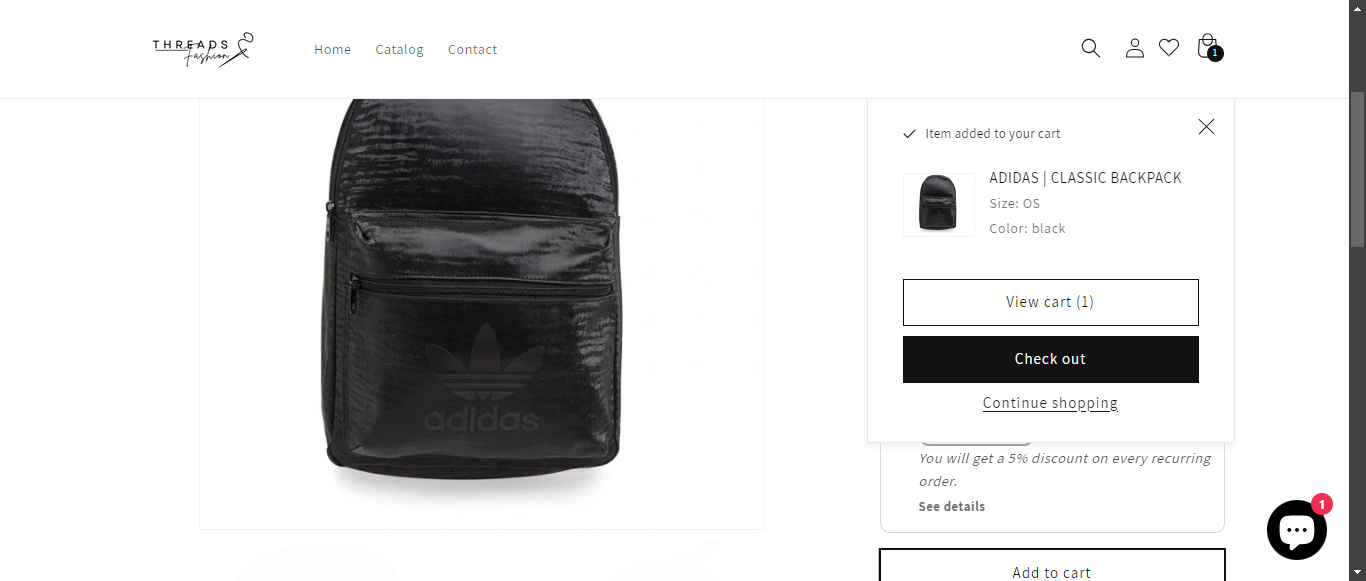 THREADS
Fashion
Home
Catalog
Contact
1
Item added to your cart
ADIDAS | CLASSIC BACKPACK
Size: OS
Color: black
View cart (1)
Check out
Continue shopping
adidas
You will get a 5% discount on every recurring
order.
See details
Add to cart
1